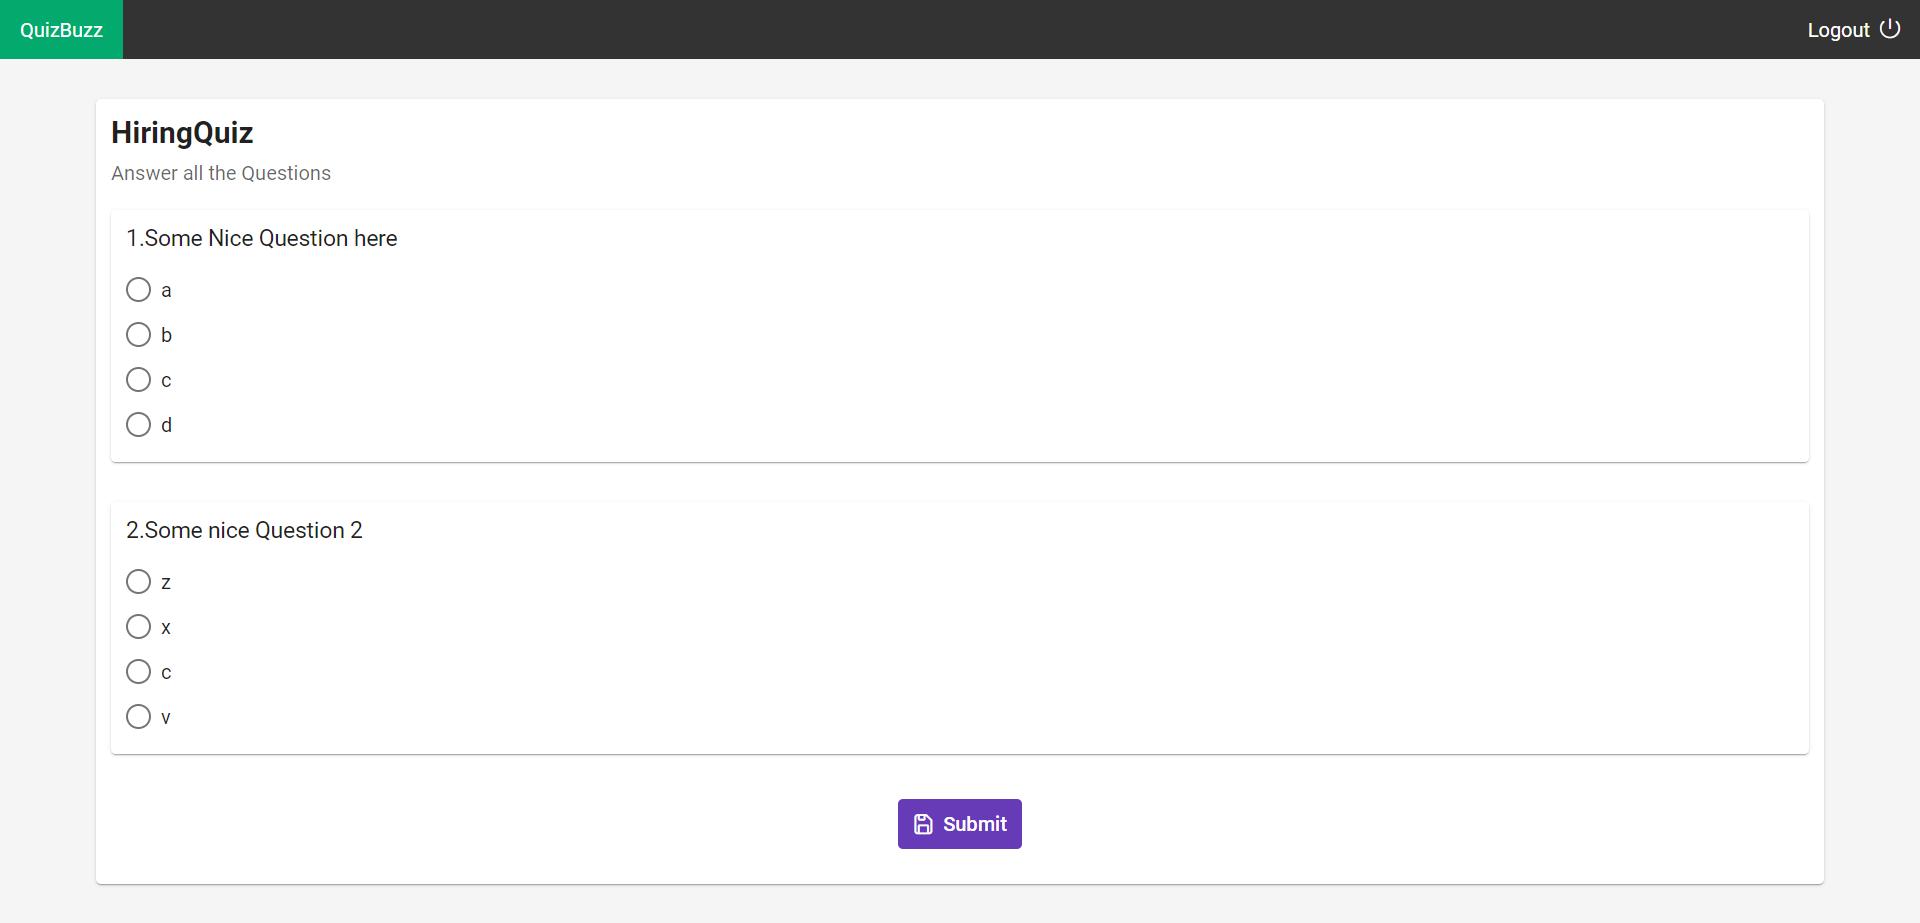 QuizBuzz
Logout
HiringQuiz
Answer all the Questions
1.Some Nice Question here
a
b
c
d
2.Some nice Question 2
z
x
c
v
Submit